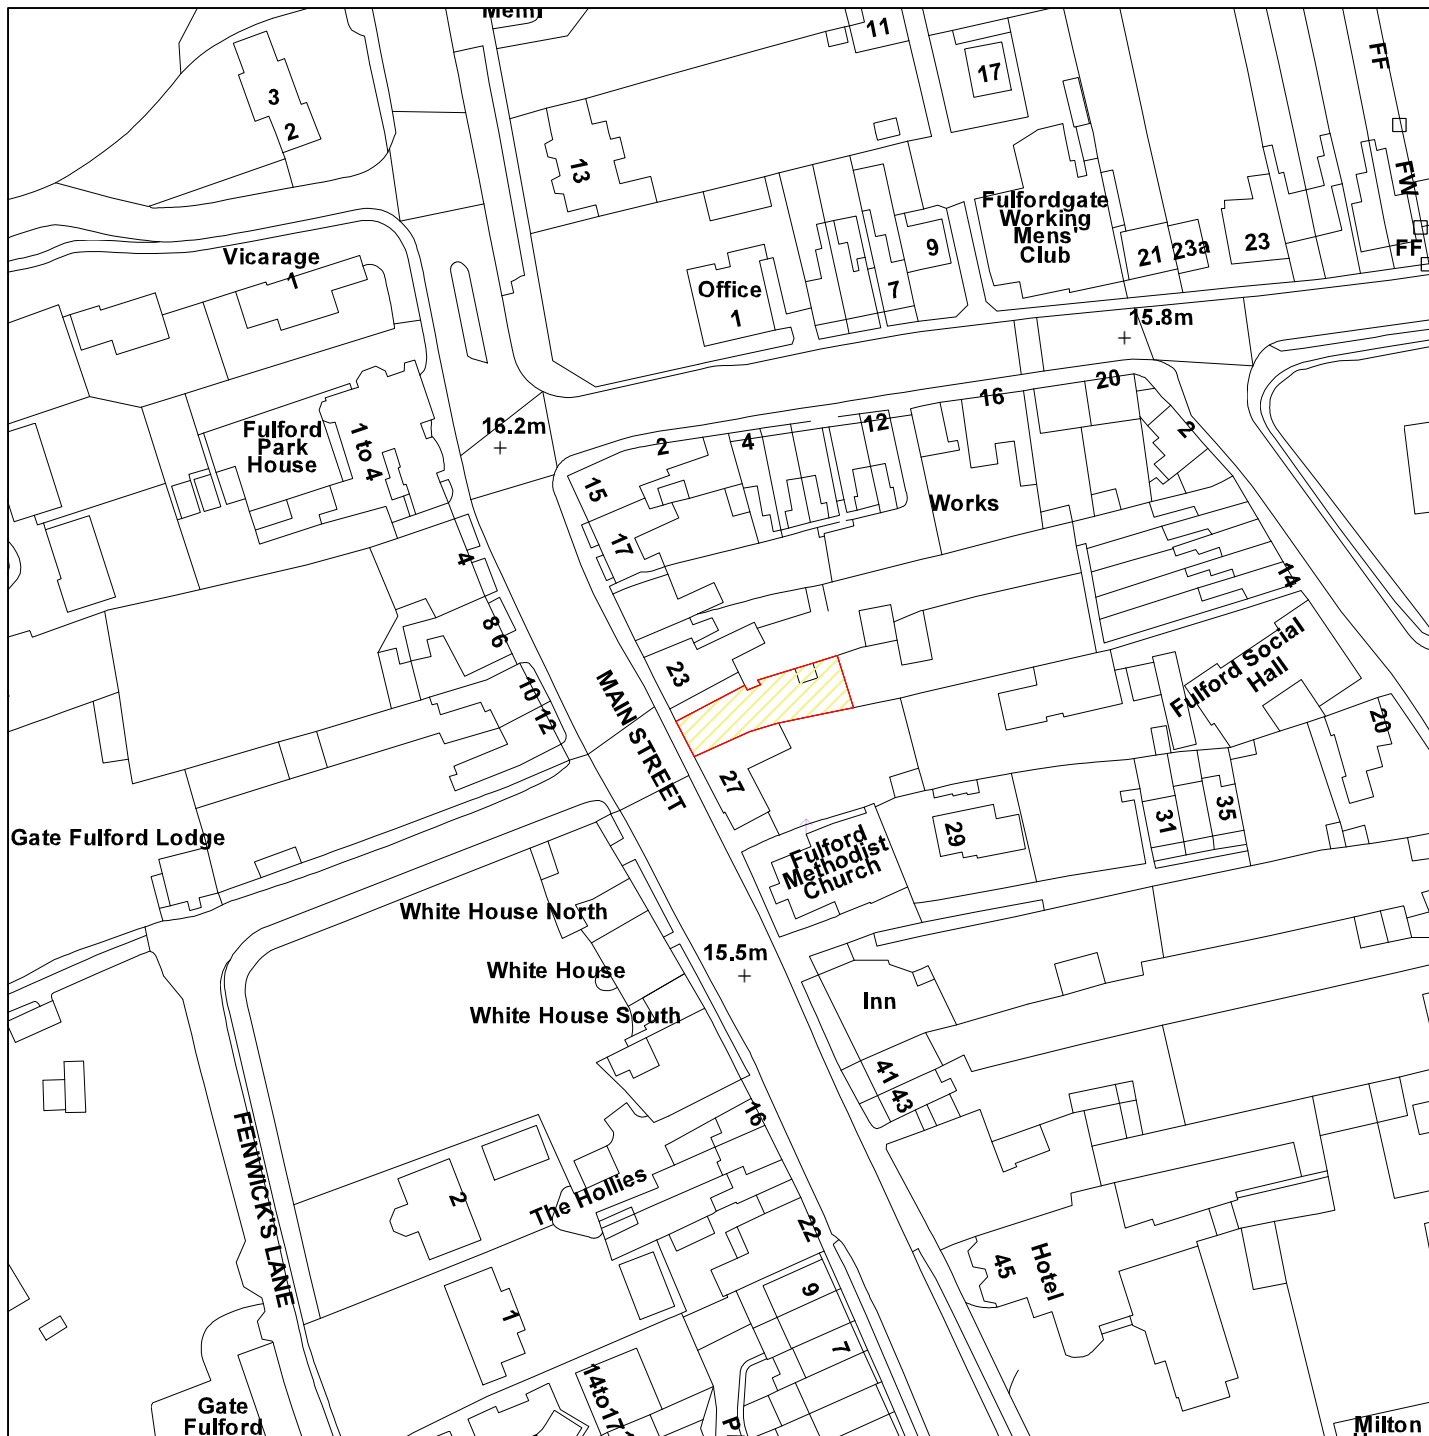 11
17
FF
3
2
13
FW
Fulfordgate
Working
Mens'
Club
9
21
23a
23
FF
Vicarage
1
Office
1
7
15.8m
20
16
12
2
4
2
16.2m
Fulford
Park
House
1 to 4
15
17
Works
4
14
8
6
23
10
12
MAIN STREET
Fulford Social
Hall
20
27
31
35
29
Gate Fulford Lodge
Fulford
Methodist
Church
White House North
15.5m
White House
White House South
Inn
41
43
16
FENWICK'S LANE
2
The Hollies
22
45
Hotel
9
1
7
14to17
Gate
Fulford
P
Milton